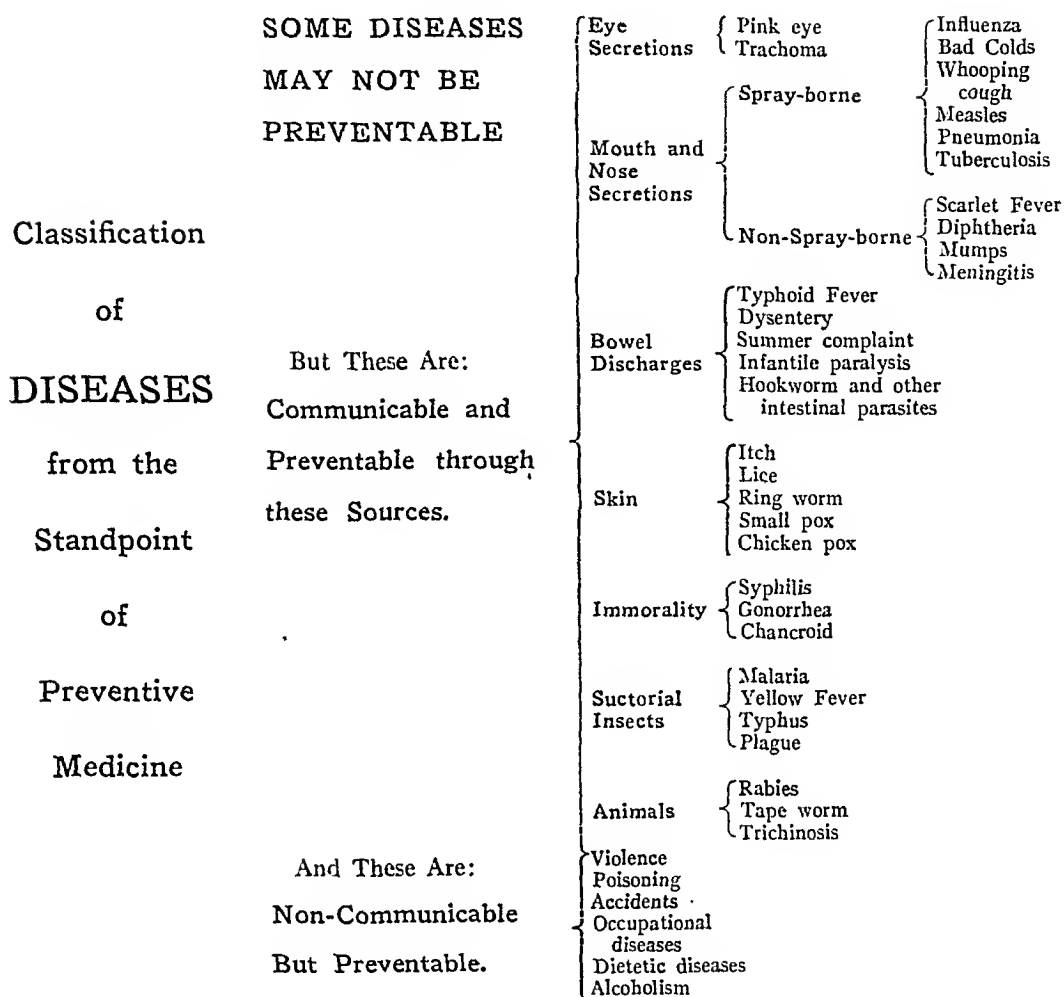 Classification
of
DISEASES
from the
Standpoint
of
Preventive
Medicine
SOME DISEASES
MAY NOT BE
PREVENTABLE
But These Are:
Communicable and
Preventable through
these Sources.
Eye
Secretions
Pink eye
Trachoma
Mouth and
Nose
Secretions
Spray-borne
Influenza
Bad Colds
Whooping
cough
Measles
Pneumonia
Tuberculosis
Non-Spray-borne
Scarlet Fever
Diphtheria
Mumps
Meningitis
Bowel
Discharges
Typhoid Fever
Dysentery
Summer complaint
Infantile paralysis
Hookworm and other
intestinal parasites
Skin
Itch
Lice
Ring worm
Small pox
Chicken pox
Immorality
Syphilis
Gonorrhea
Chancroid
Suctorial
Insects
Malaria
Yellow Fever
Typhus
Plague
Animals
Rabies
Tape worm
Trichinosis
And These Are:
Non-Communicable
But Preventable.
Violence
Poisoning
Accidents
Occupational
diseases
Dietetic diseases
Alcoholism